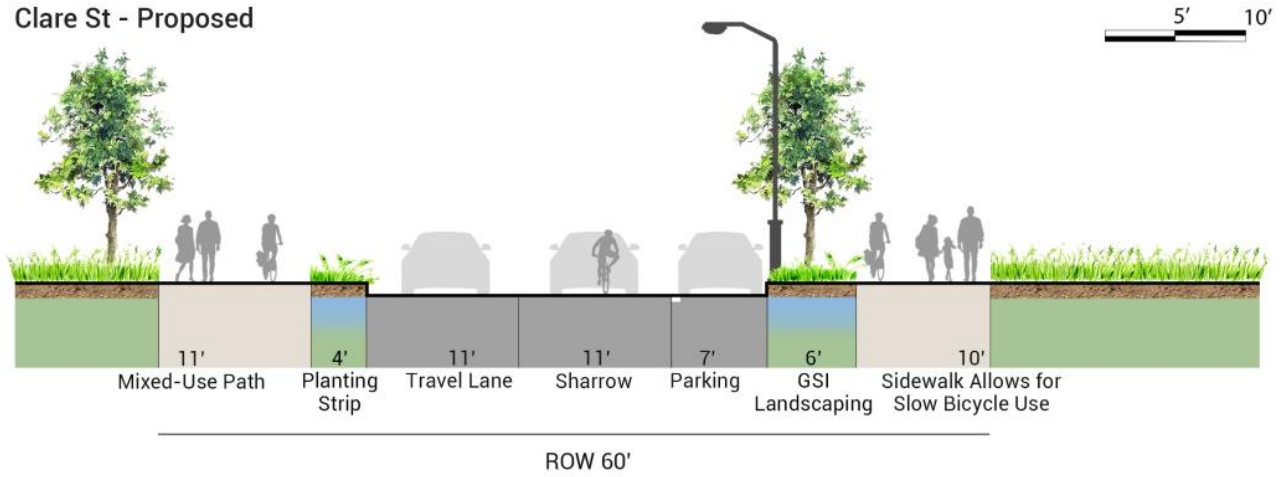 Clare St - Proposed
5’ 10’
11’ 4’ 11’ 11’ 7’ 6’ 10’
Mixed-Use Path
Planting
Strip
Travel Lane
Sharrow
Parking
GSI
Landscaping
Sidewalk Allows for
Slow Bicycle Use
ROW 60’